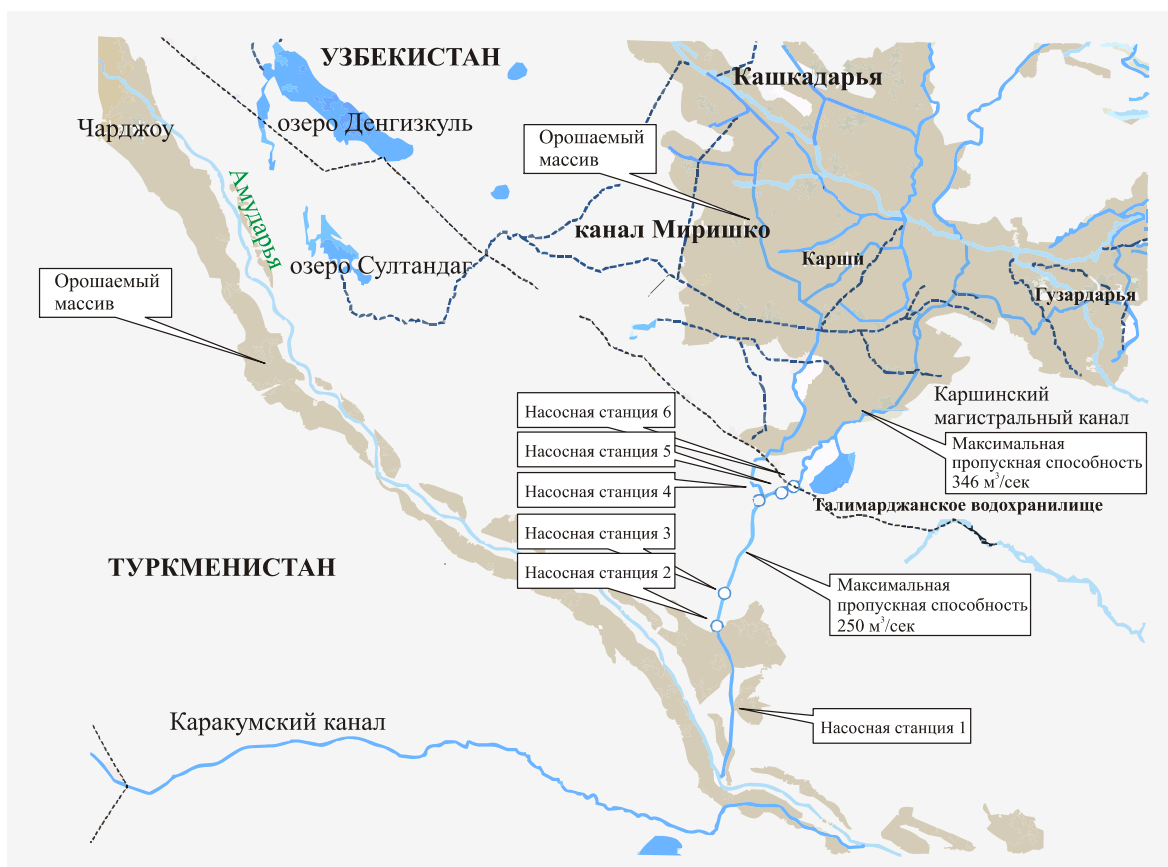 УЗБЕКИСТАН
Кашкадарья
Чарджоу
озеро Денгизкуль
Орошаемый
массив
Амударья
канал Миришко
Карши
озеро Султандаг
Орошаемый
массив
Гузардарья
Каршинский
магистральный канал
Насосная станция 6
Максимальная
пропускная способность
346 м³/сек
Насосная станция 5
Насосная станция 4
Талимарджанское водохранилище
Насосная станция 3
ТУРКМЕНИСТАН
Насосная станция 2
Максимальная
пропускная способность
250 м³/сек
Каракумский канал
Насосная станция 1